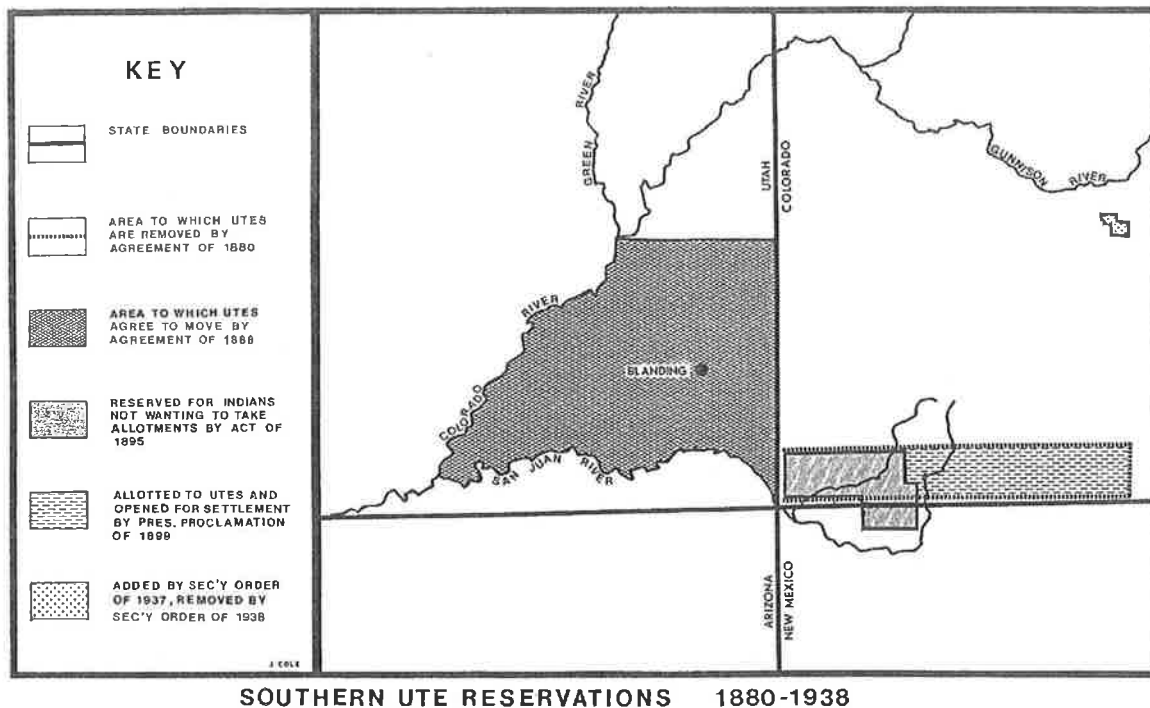 KEY
STATE BOUNDARIES
AREA TO WHICH UTES
ARE REMOVED BY
AGREEMENT OF 1880
AREA TO WHICH UTES
AGREE TO MOVE BY
AGREEMENT OF 1888
RESERVED FOR INDIANS
NOT WANTING TO TAKE
ALLOTMENTS BY ACT OF
1895
ALLOTTED TO UTES AND
OPENED FOR SETTLEMENT
BY PRES. PROCLAMATION
OF 1899
ADDED BY SEC'Y ORDER
OF 1937, REMOVED BY
SEC'Y ORDER OF 1938
J. COLE
GREEN RIVER
UTAH
COLORADO
GUNNISON RIVER
COLORADO RIVER
BLANDING
SAN JUAN RIVER
ARIZONA
NEW MEXICO
SOUTHERN UTE RESERVATIONS 1880-1938